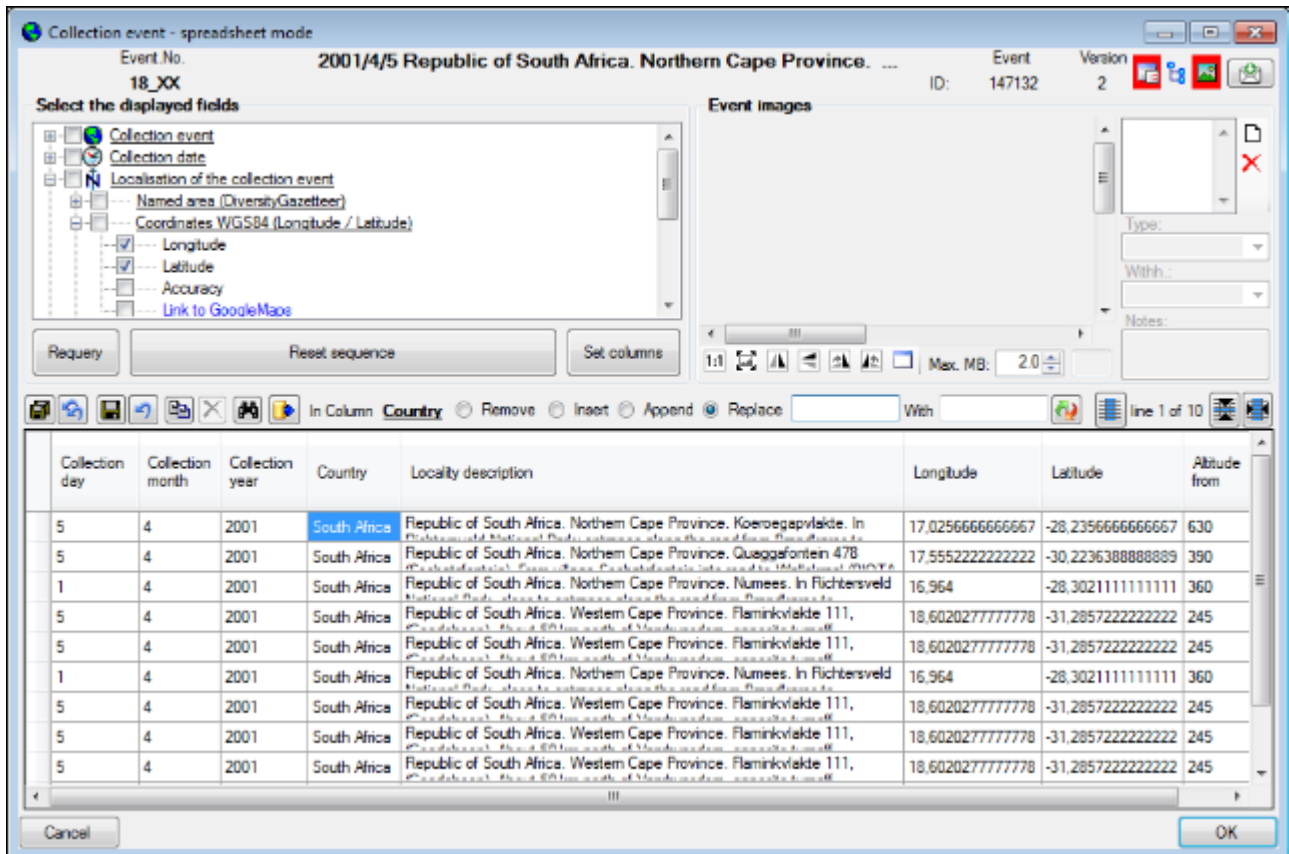 Collection event - spreadsheet mode
Event.No.
18_XX
2001/4/5 Republic of South Africa. Northern Cape Province. ...
Event
ID: 147132
Version
2
Select the displayed fields
Collection event
Collection date
Localisation of the collection event
Named area (DiversityGazetteer)
Coordinates WGS84 (Longitude / Latitude)
Longitude
Latitude
Accuracy
Link to GoogleMaps
Requery Reset sequence Set columns
Event images
Type:
Withh.:
Notes:
1:1 Max. MB: 2.0
In Column Country Remove Insert Append Replace With line 1 of 10
Collection day Collection month Collection year Country Locality description Longitude Latitude Altitude from
5 4 2001 South Africa Republic of South Africa. Northern Cape Province. Koeroegapvlakte. In 17,0256666666667 -28,2356666666667 630
5 4 2001 South Africa Republic of South Africa. Northern Cape Province. Quaggafontein 478 17,5552222222222 -30,2236388888889 390
1 4 2001 South Africa Republic of South Africa. Northern Cape Province. Numees. In Richtersveld 16,964 -28,3021111111111 360
5 4 2001 South Africa Republic of South Africa. Western Cape Province. Flaminkvlakte 111, 18,6020277777778 -31,2857222222222 245
5 4 2001 South Africa Republic of South Africa. Western Cape Province. Flaminkvlakte 111, 18,6020277777778 -31,2857222222222 245
1 4 2001 South Africa Republic of South Africa. Northern Cape Province. Numees. In Richtersveld 16,964 -28,3021111111111 360
5 4 2001 South Africa Republic of South Africa. Western Cape Province. Flaminkvlakte 111, 18,6020277777778 -31,2857222222222 245
5 4 2001 South Africa Republic of South Africa. Western Cape Province. Flaminkvlakte 111, 18,6020277777778 -31,2857222222222 245
5 4 2001 South Africa Republic of South Africa. Western Cape Province. Flaminkvlakte 111, 18,6020277777778 -31,2857222222222 245
Cancel OK